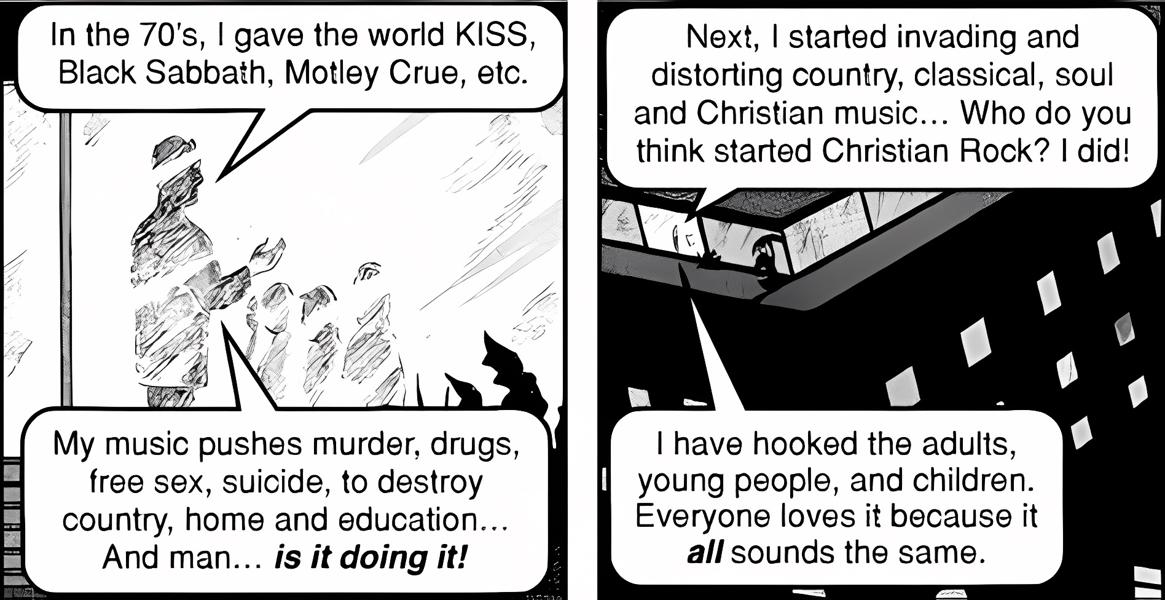 In the 70's, I gave the world KISS,
Black Sabbath, Motley Crue, etc.
My music pushes murder, drugs,
free sex, suicide, to destroy
country, home and education...
And man... is it doing it!
Next, I started invading and
distorting country, classical, soul
and Christian music... Who do you
think started Christian Rock? I did!
I have hooked the adults,
young people, and children.
Everyone loves it because it
all sounds the same.